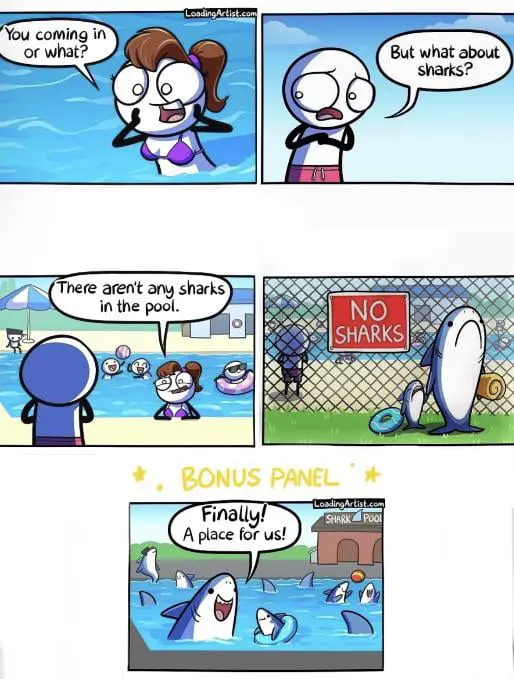 LoadingArtist.com
You coming in
or what?
But what about
sharks?
There aren't any sharks
in the pool.
NO
SHARKS
BONUS PANEL
LoadingArtist.com
SHARK POOL
Finally!
A place for us!